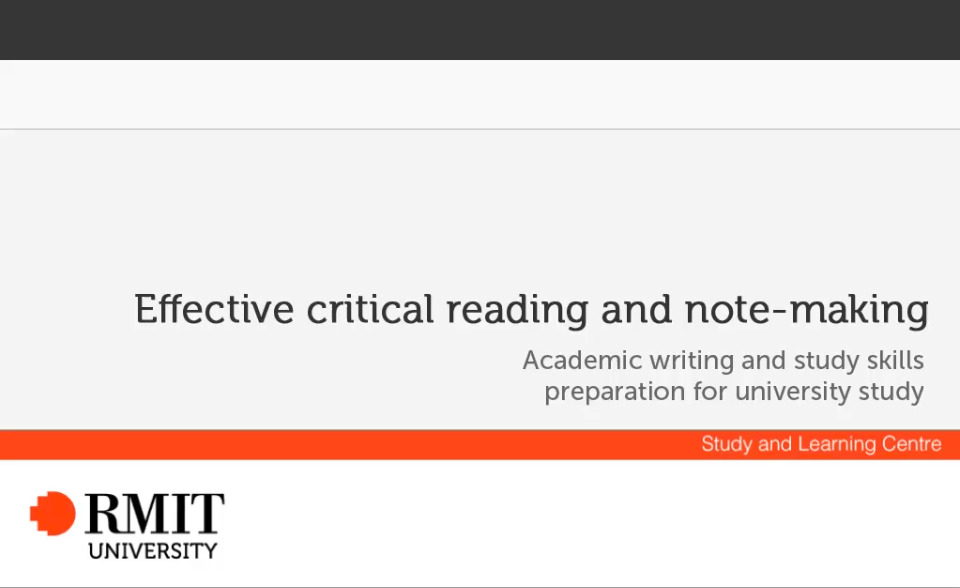 Effective critical reading and note-making
Academic writing and study skills
preparation for university study
Study and Learning Centre
RMIT
UNIVERSITY